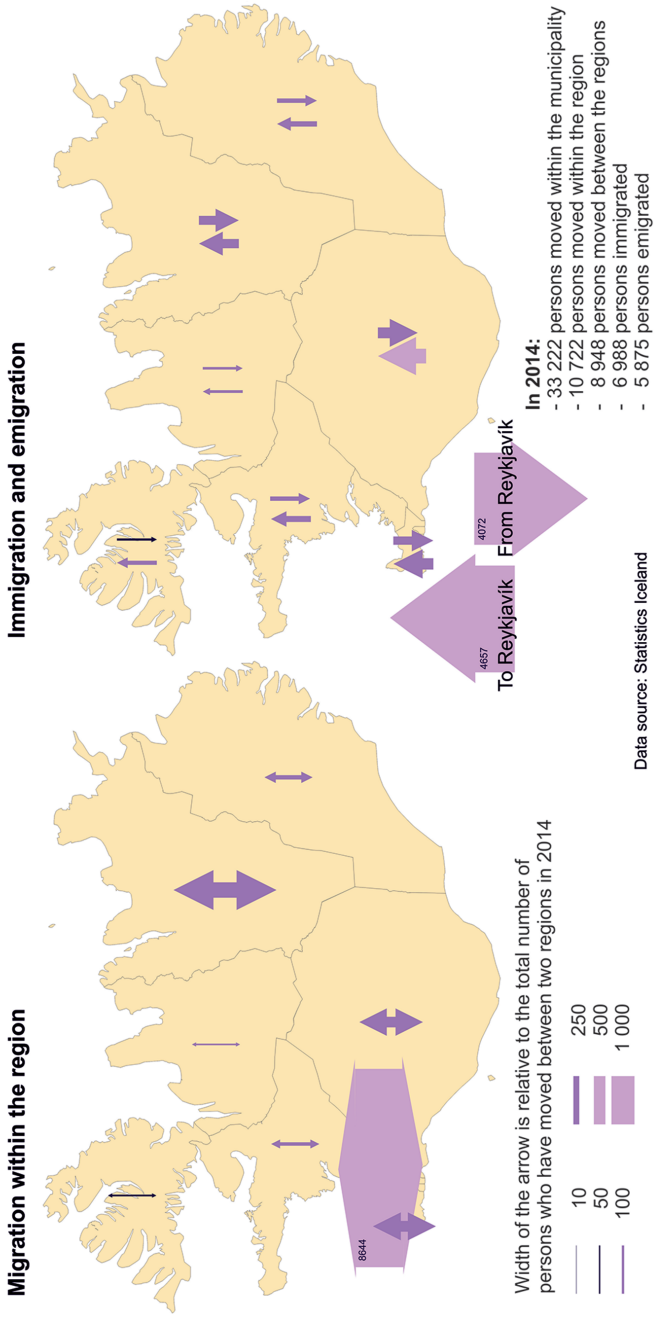 Migration within the region
Immigration and emigration
8644
4657
To Reykjavík
4072
From Reykjavík
Width of the arrow is relative to the total number of
persons who have moved between two regions in 2014
10
50
100
250
500
1 000
In 2014:
- 33 222 persons moved within the municipality
- 10 722 persons moved within the region
- 8 948 persons moved between the regions
- 6 988 persons immigrated
- 5 875 persons emigrated
Data source: Statistics Iceland